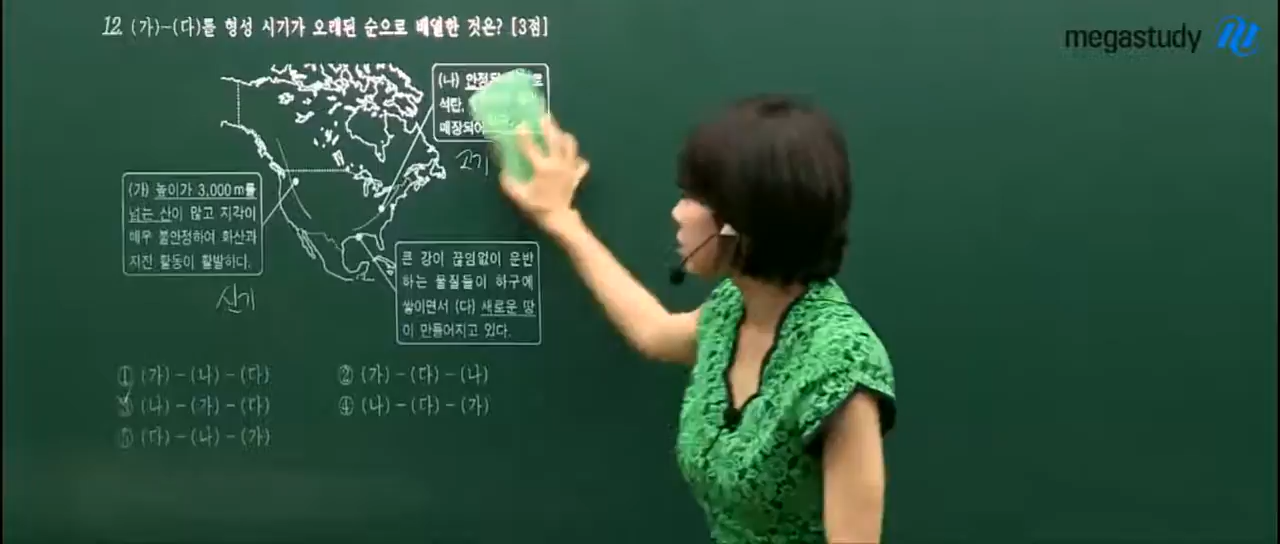 12. (가)-(다)를 형성 시기가 오래된 순으로 배열한 것은? [3점]
megastudy
(나) 안정된 로
석탄,
매장되어
고기
(가) 높이가 3,000m를
넘는 산이 많고 지각이
매우 불안정하여 화산과
지진 활동이 활발하다.
신기
큰 강이 끊임없이 운반
하는 물질들이 하구에
쌓이면서 (다) 새로운 땅
이 만들어지고 있다.
① (가)-(나)-(다)
② (가)-(다)-(나)
③ (나)-(가)-(다)
④ (나)-(다)-(가)
⑤ (다)-(나)-(가)